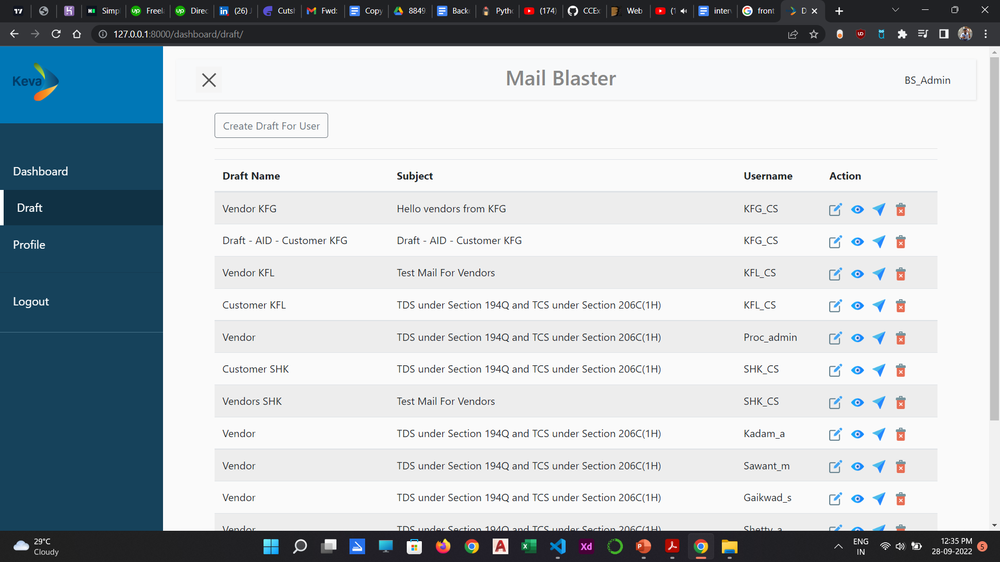 Simpl
Freela
Direc
(26) J
Cutsh
Fwd:
Copy
8849
Backe
Pytho
(174)
CCEx
Web
(1
inter
front
D
127.0.0.1:8000/dashboard/draft/
Keva
Mail Blaster
BS_Admin
Create Draft For User
Dashboard
Draft
Profile
Logout
Draft Name Subject Username Action
Vendor KFG Hello vendors from KFG KFG_CS
Draft - AID - Customer KFG Draft - AID - Customer KFG KFG_CS
Vendor KFL Test Mail For Vendors KFL_CS
Customer KFL TDS under Section 194Q and TCS under Section 206C(1H) KFL_CS
Vendor TDS under Section 194Q and TCS under Section 206C(1H) Proc_admin
Customer SHK TDS under Section 194Q and TCS under Section 206C(1H) SHK_CS
Vendors SHK Test Mail For Vendors SHK_CS
Vendor TDS under Section 194Q and TCS under Section 206C(1H) Kadam_a
Vendor TDS under Section 194Q and TCS under Section 206C(1H) Sawant_m
Vendor TDS under Section 194Q and TCS under Section 206C(1H) Gaikwad_s
Vendor TDS under Section 194Q and TCS under Section 206C(1H) Shetty_a
29°C
Cloudy
Xd
ENG
IN
12:35 PM
28-09-2022
5